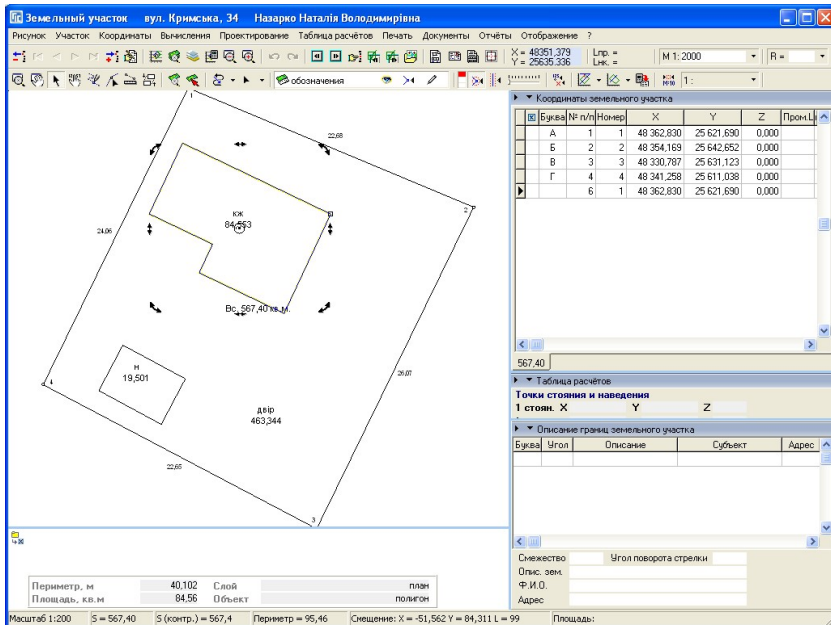 Земельный участок вул. Кримська, 34 Назарко Наталія Володимирівна
Рисунок Участок Координаты Вычисления Проектирование Таблица расчётов Печать Документы Отчёты Отображение ?
X = 48351,379 Lпр. = M 1: 2000 R =
Y = 25635,336 Lнк. =
обозначения 1 :
Координаты земельного участка
Буква № п/п Номер X Y Z Пром.L
А 1 1 48 362,830 25 621,690 0,000
Б 2 2 48 354,169 25 642,652 0,000
В 3 3 48 330,787 25 631,123 0,000
Г 4 4 48 341,258 25 611,038 0,000
6 1 48 362,830 25 621,690 0,000
567,40
Таблица расчётов
Точки стояния и наведения
1 стоян. X Y Z
Описание границ земельного участка
Буква Угол Описание Субъект Адрес
Смежество Угол поворота стрелки
Опис. зем.
Ф.И.О.
Адрес
1
22,68
2
кж
84,553
24,06
Вс. 567,40 кв.м.
н
19,501
4
26,07
двір
463,344
22,65
3
Периметр, м 40,102 Слой план
Площадь, кв.м 84,56 Объект полигон
Масштаб 1:200 S = 567,40 S (контр.) = 567,4 Периметр = 95,46 Смещение: X = -51,562 Y = 84,311 L = 99 Площадь: